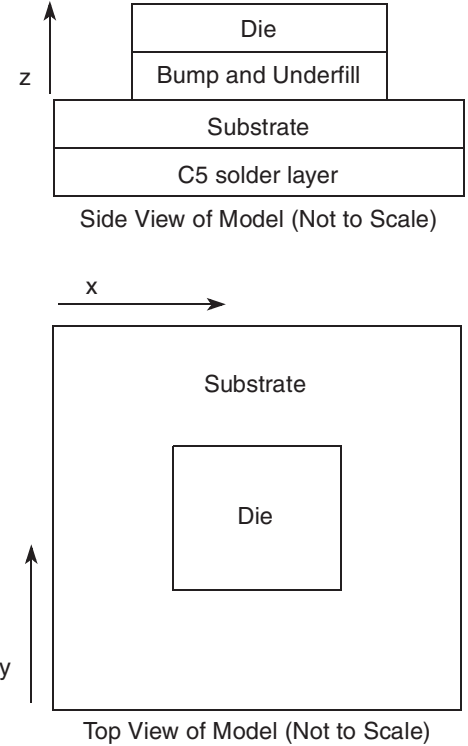 Die
z
Bump and Underfill
Substrate
C5 solder layer
Side View of Model (Not to Scale)
x
Substrate
Die
y
Top View of Model (Not to Scale)